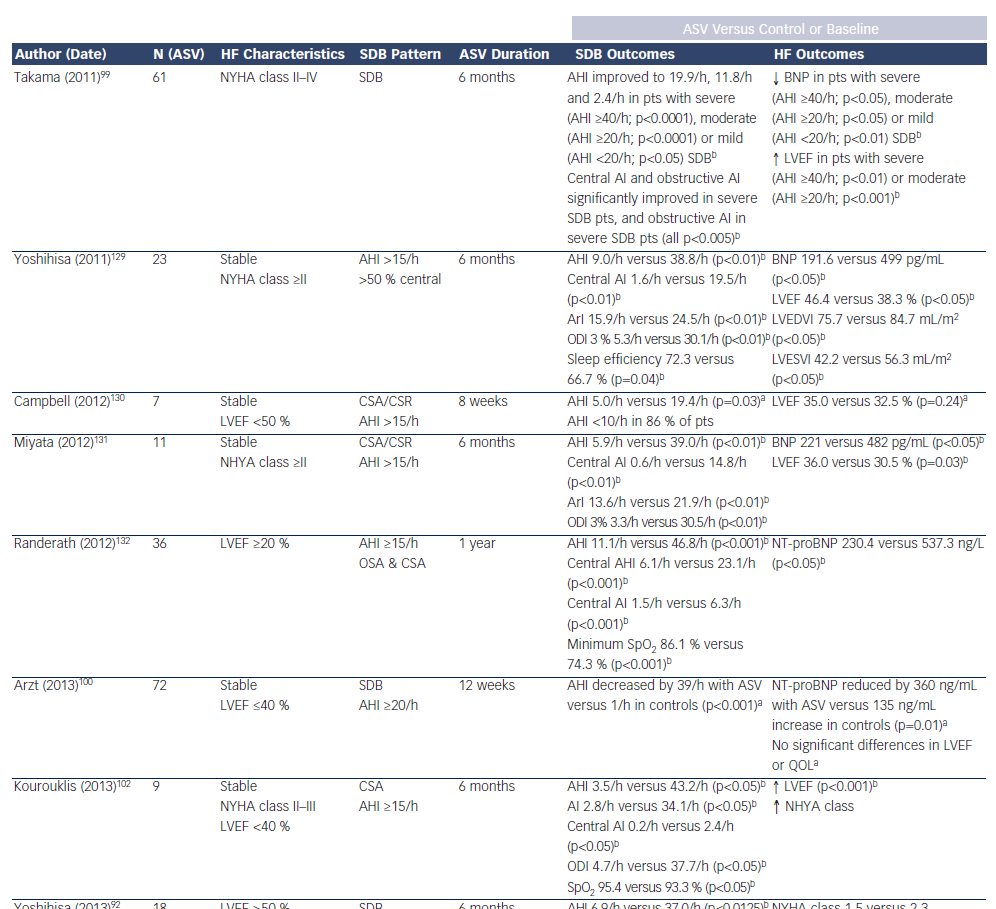 ASV Versus Control or Baseline
Author (Date) N (ASV) HF Characteristics SDB Pattern ASV Duration SDB Outcomes HF Outcomes
Takama (2011)99 61 NYHA class II–IV SDB 6 months AHI improved to 19.9/h, 11.8/h ↓ BNP in pts with severe
and 2.4/h in pts with severe (AHI ≥40/h; p<0.05), moderate
(AHI ≥40/h; p<0.0001), moderate (AHI ≥20/h; p<0.05) or mild
(AHI ≥20/h; p<0.0001) or mild (AHI <20/h; p<0.01) SDBb
(AHI <20/h; p<0.05) SDBb ↑ LVEF in pts with severe
Central AI and obstructive AI (AHI ≥40/h; p<0.01) or moderate
significantly improved in severe (AHI ≥20/h; p<0.001)b
SDB pts, and obstructive AI in
severe SDB pts (all p<0.005)b
Yoshihisa (2011)129 23 Stable AHI >15/h 6 months AHI 9.0/h versus 38.8/h (p<0.01)b BNP 191.6 versus 499 pg/mL
NYHA class ≥II >50 % central Central AI 1.6/h versus 19.5/h (p<0.05)b
(p<0.01)b LVEF 46.4 versus 38.3 % (p<0.05)b
ArI 15.9/h versus 24.5/h (p<0.01)b LVEDVI 75.7 versus 84.7 mL/m2
ODI 3 % 5.3/h versus 30.1/h (p<0.01)b (p<0.05)b
Sleep efficiency 72.3 versus LVESVI 42.2 versus 56.3 mL/m2
66.7 % (p=0.04)b (p<0.05)b
Campbell (2012)130 7 Stable CSA/CSR 8 weeks AHI 5.0/h versus 19.4/h (p=0.03)a LVEF 35.0 versus 32.5 % (p=0.24)a
LVEF <50 % AHI >15/h AHI <10/h in 86 % of pts
Miyata (2012)131 11 Stable CSA/CSR 6 months AHI 5.9/h versus 39.0/h (p<0.01)b BNP 221 versus 482 pg/mL (p<0.05)b
NHYA class ≥II AHI >15/h Central AI 0.6/h versus 14.8/h LVEF 36.0 versus 30.5 % (p=0.03)b
(p<0.01)b
ArI 13.6/h versus 21.9/h (p<0.01)b
ODI 3% 3.3/h versus 30.5/h (p<0.01)b
Randerath (2012)132 36 LVEF ≥20 % AHI ≥15/h 1 year AHI 11.1/h versus 46.8/h (p<0.001)b NT-proBNP 230.4 versus 537.3 ng/L
OSA & CSA Central AHI 6.1/h versus 23.1/h (p<0.05)b
(p<0.001)b
Central AI 1.5/h versus 6.3/h
(p<0.001)b
Minimum SpO2 86.1 % versus
74.3 % (p<0.001)b
Arzt (2013)100 72 Stable SDB 12 weeks AHI decreased by 39/h with ASV NT-proBNP reduced by 360 ng/mL
LVEF ≤40 % AHI ≥20/h versus 1/h in controls (p<0.001)a with ASV versus 135 ng/mL
increase in controls (p=0.01)a
No significant differences in LVEF
or QOLa
Kourouklis (2013)102 9 Stable CSA 6 months AHI 3.5/h versus 43.2/h (p<0.05)b ↑ LVEF (p<0.001)b
NYHA class II–III AHI ≥15/h AI 2.8/h versus 34.1/h (p<0.05)b ↑ NHYA class
LVEF <40 % Central AI 0.2/h versus 2.4/h
(p<0.05)b
ODI 4.7/h versus 37.7/h (p<0.05)b
SpO2 95.4 versus 93.3 % (p<0.05)b
Yoshihisa (2013)92 18 LVEF >50 % SDB 6 months AHI 6.9/h versus 37.0/h (p<0.0125)b NYHA class 1.5 versus 2.3